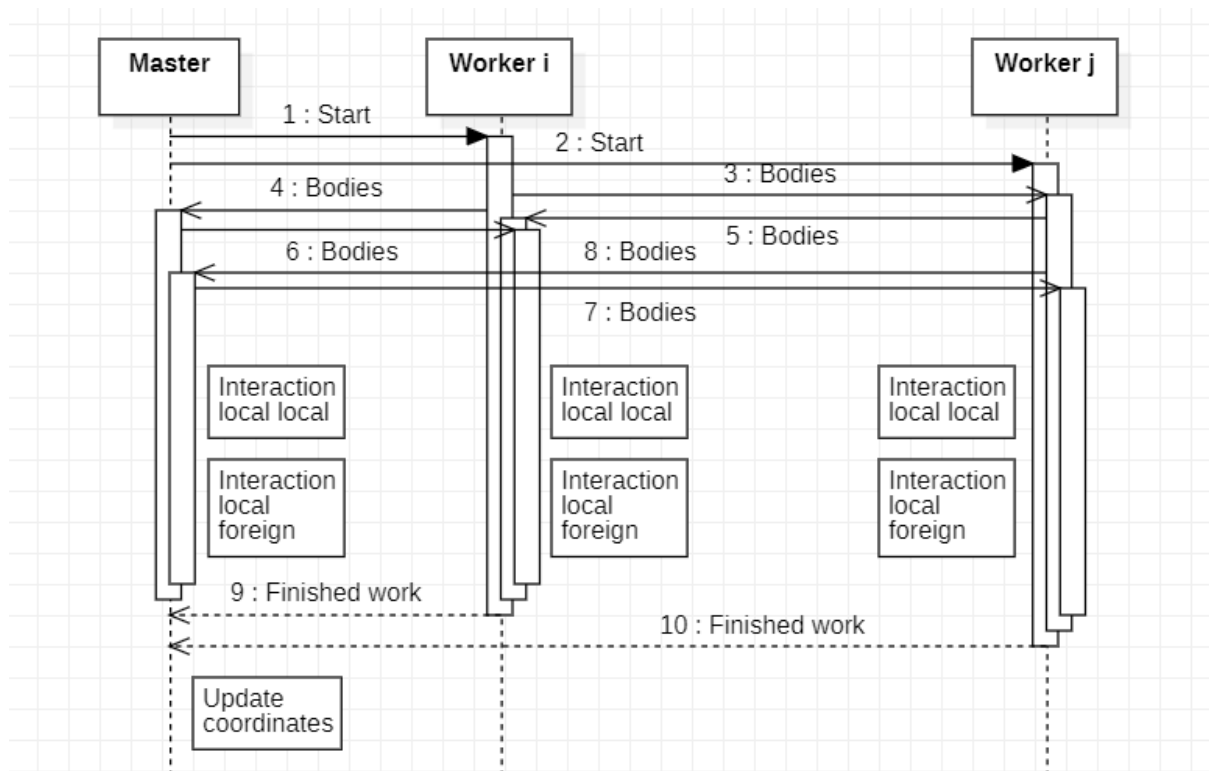 Master
Worker i
Worker j
1 : Start
2 : Start
3 : Bodies
4 : Bodies
5 : Bodies
6 : Bodies
8 : Bodies
7 : Bodies
Interaction
local local
Interaction
local local
Interaction
local local
Interaction
local
foreign
Interaction
local
foreign
Interaction
local
foreign
9 : Finished work
10 : Finished work
Update
coordinates